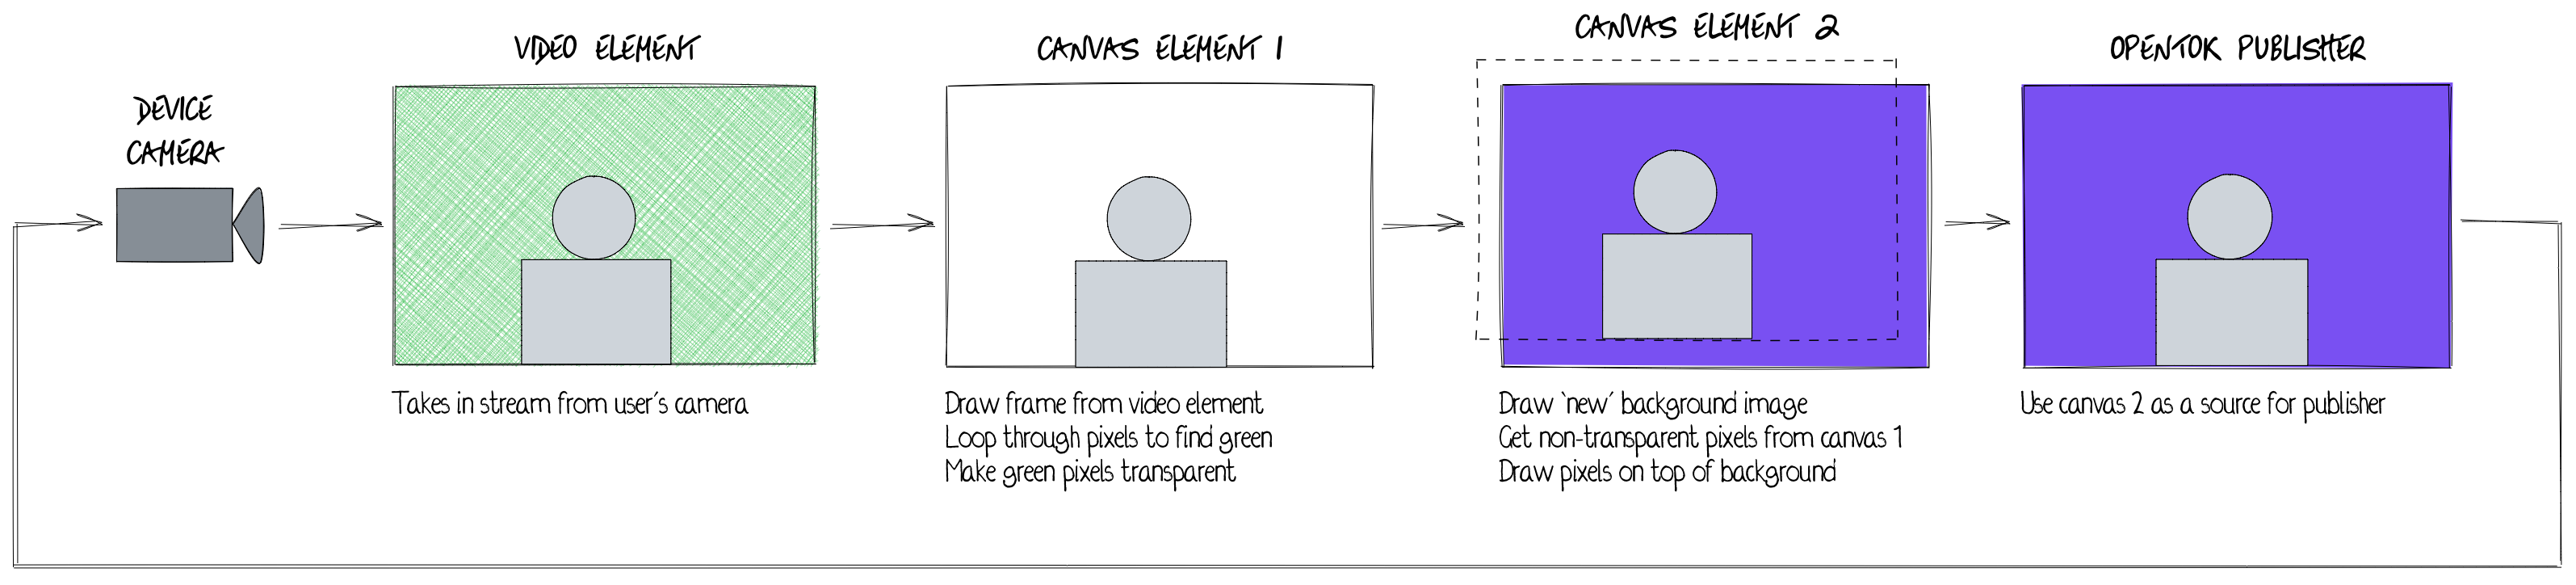 DEVICE
CAMERA
VIDEO ELEMENT
Takes in stream from user's camera
CANVAS ELEMENT 1
Draw frame from video element
Loop through pixels to find green
Make green pixels transparent
CANVAS ELEMENT 2
Draw 'new' background image
Get non-transparent pixels from canvas 1
Draw pixels on top of background
OPENTOK PUBLISHER
Use canvas 2 as a source for publisher